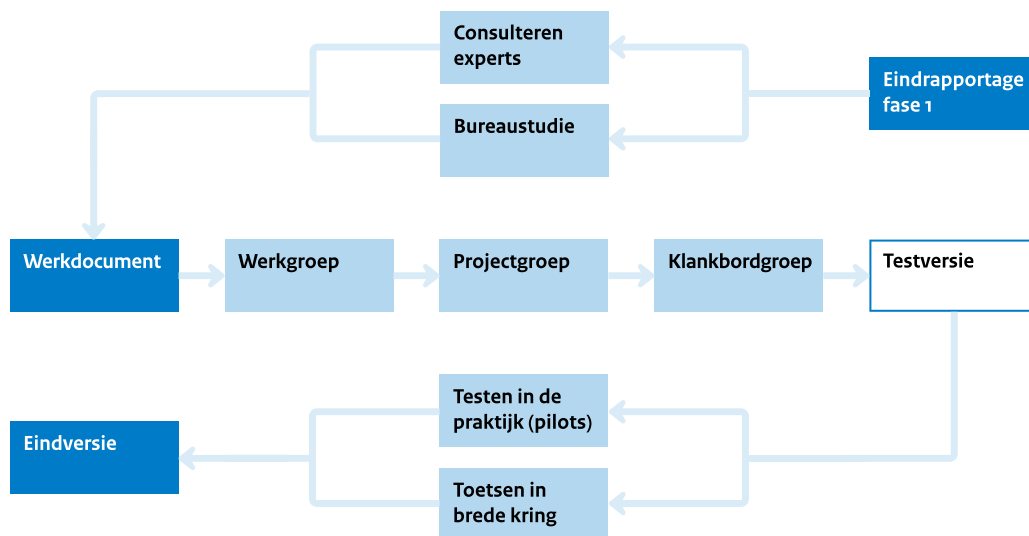 Consulteren
experts
Eindrapportage
fase 1
Bureaustudie
Werkdocument
Werkgroep
Projectgroep
Klankbordgroep
Testversie
Testen in de
praktijk (pilots)
Eindversie
Toetsen in
brede kring